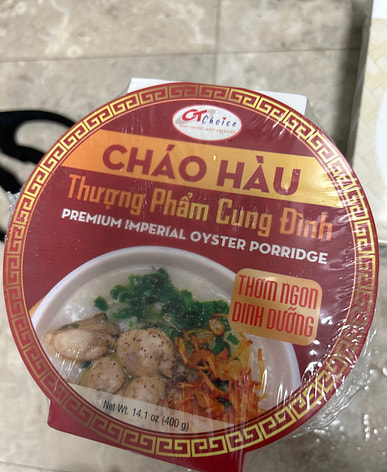 CT Choice
CHÁO HÀU
Thượng Phẩm Cung Đình
PREMIUM IMPERIAL OYSTER PORRIDGE
THƠM NGON
DINH DƯỠNG
Net Wt. 14.1 oz (400 g)